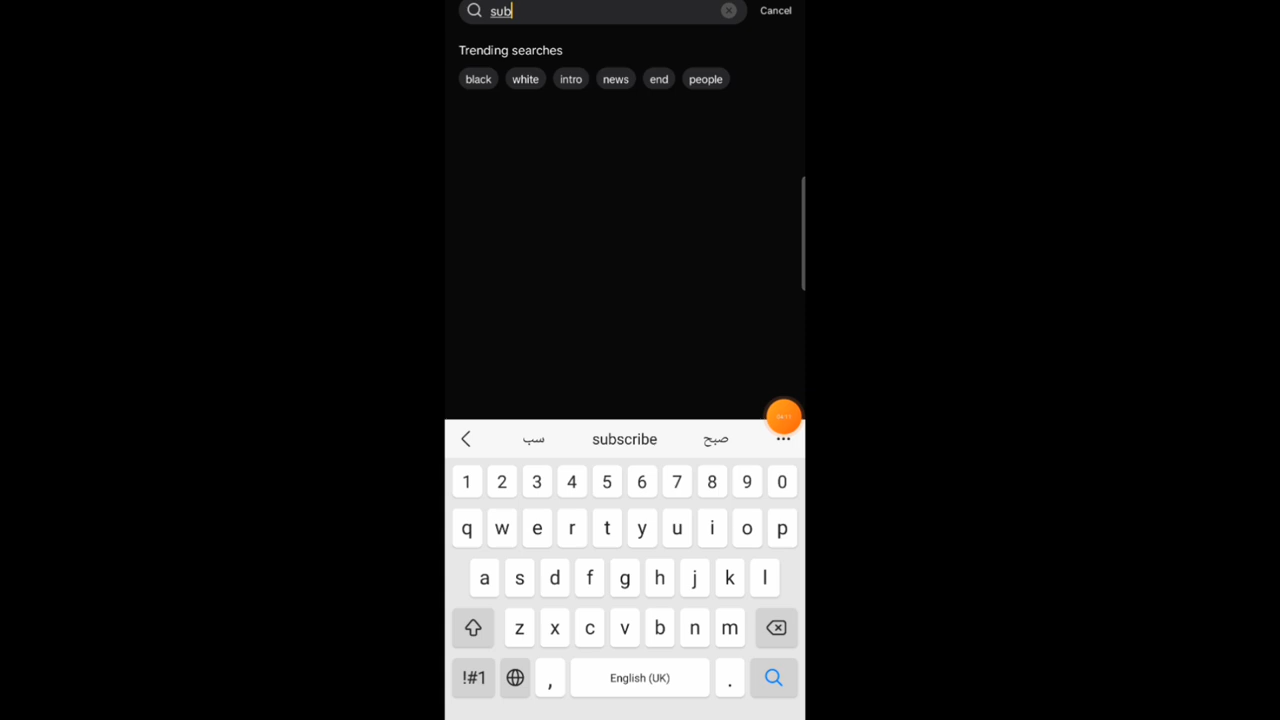 sub Cancel
Trending searches
black white intro news end people
سب subscribe صبح
1 2 3 4 5 6 7 8 9 0
q w e r t y u i o p
a s d f g h j k l
z x c v b n m
!#1 , English (UK) .